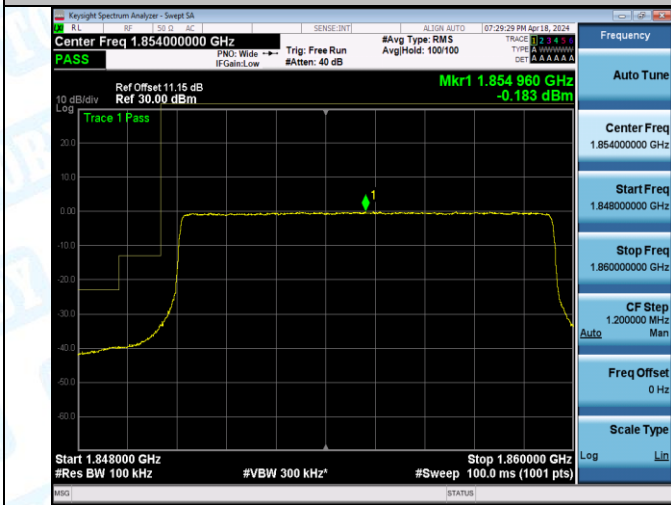 Keysight Spectrum Analyzer - Swept SA
RL RF 50 Ω AC SENSE:INT ALIGN AUTO 07:29:29 PM Apr 18, 2024
Center Freq 1.854000000 GHz
PASS
PNO: Wide
IFGain:Low
Trig: Free Run
#Atten: 40 dB
#Avg Type: RMS
Avg|Hold: 100/100
TRACE 1 2 3 4 5 6
TYPE A WWWWW
DET A A A A A A
Ref Offset 11.15 dB
10 dB/div Ref 30.00 dBm
Log
Mkr1 1.854 960 GHz
-0.183 dBm
Trace 1 Pass
20.0
10.0
0.00
-10.0
-20.0
-30.0
-40.0
-50.0
-60.0
1
Start 1.848000 GHz
Stop 1.860000 GHz
#Res BW 100 kHz
#VBW 300 kHz*
#Sweep 100.0 ms (1001 pts)
MSG
STATUS
Frequency
Auto Tune
Center Freq
1.854000000 GHz
Start Freq
1.848000000 GHz
Stop Freq
1.860000000 GHz
CF Step
1.200000 MHz
Auto Man
Freq Offset
0 Hz
Scale Type
Log Lin